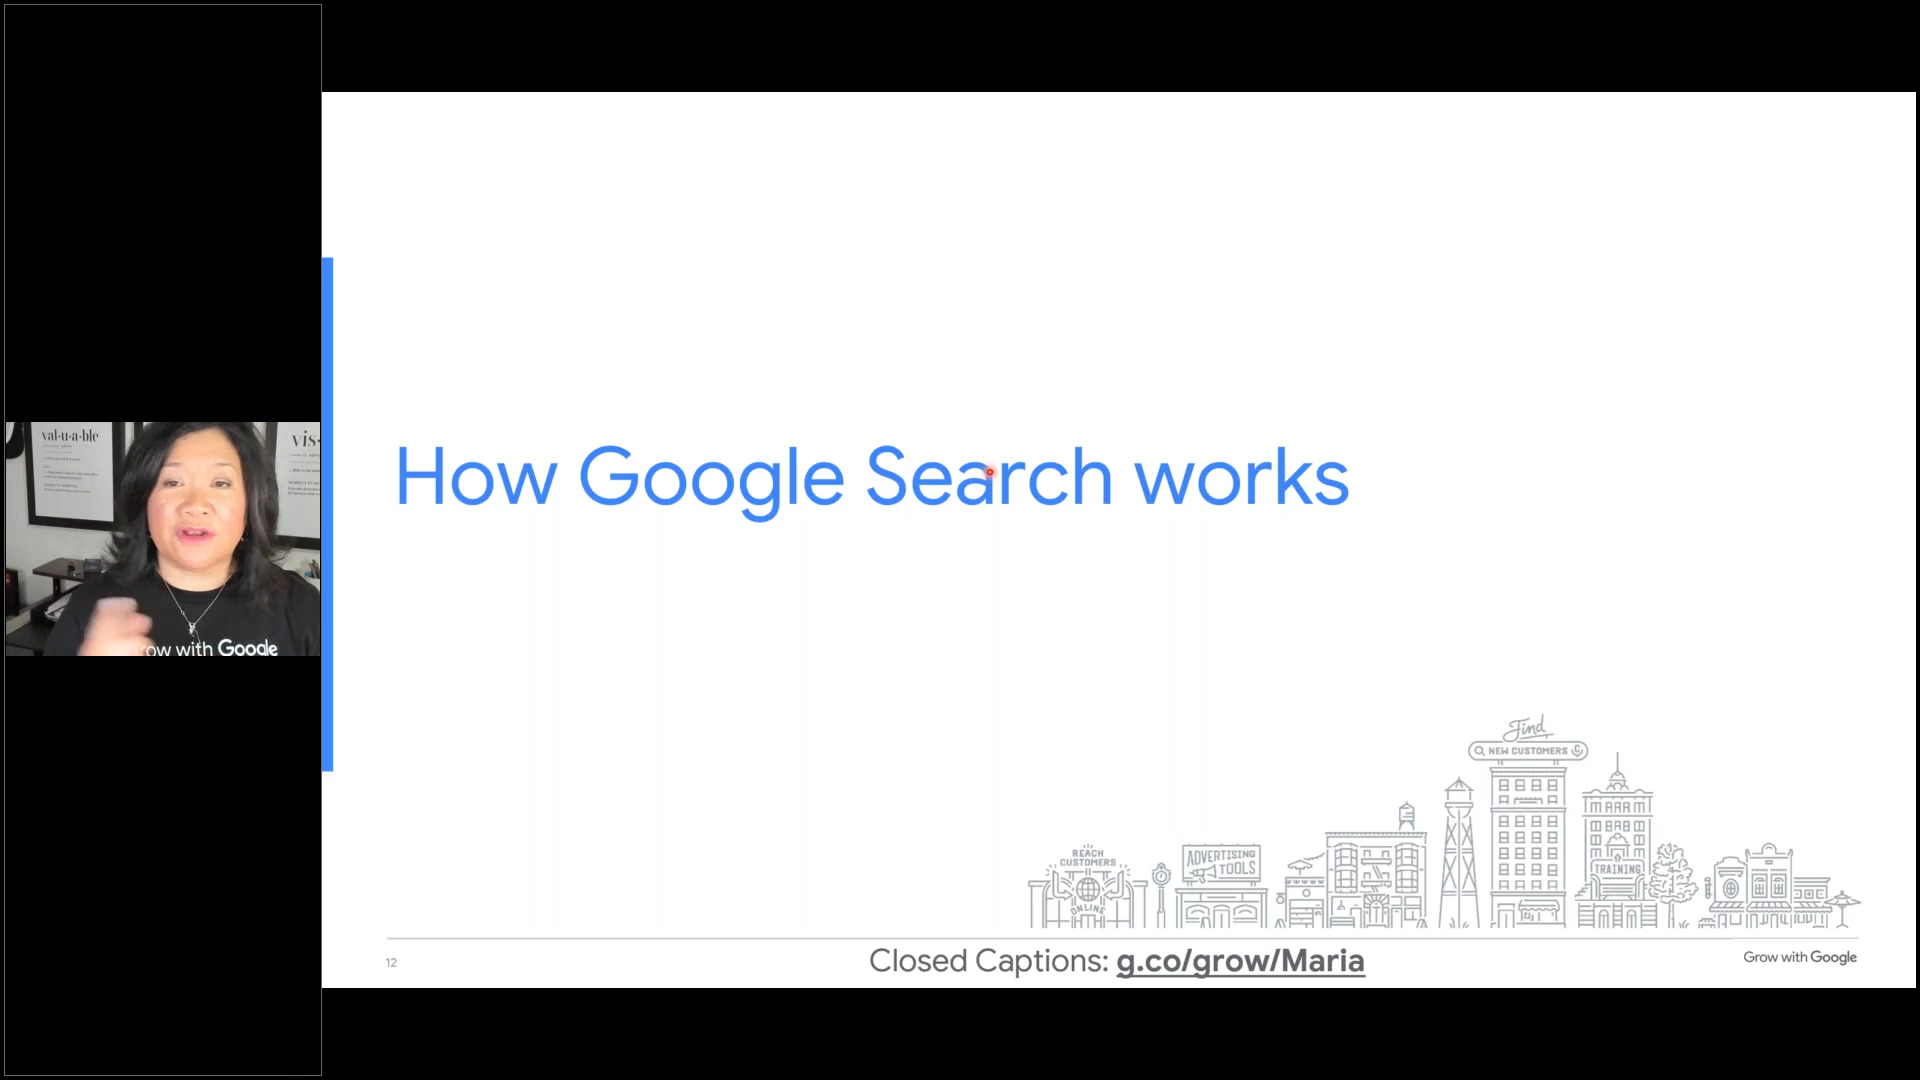 val·u·a·ble
vis·
row with Google
How Google Search works
Find
NEW CUSTOMERS
REACH
CUSTOMERS
ONLINE
ADVERTISING
TOOLS
TRAINING
12
Closed Captions: g.co/grow/Maria
Grow with Google